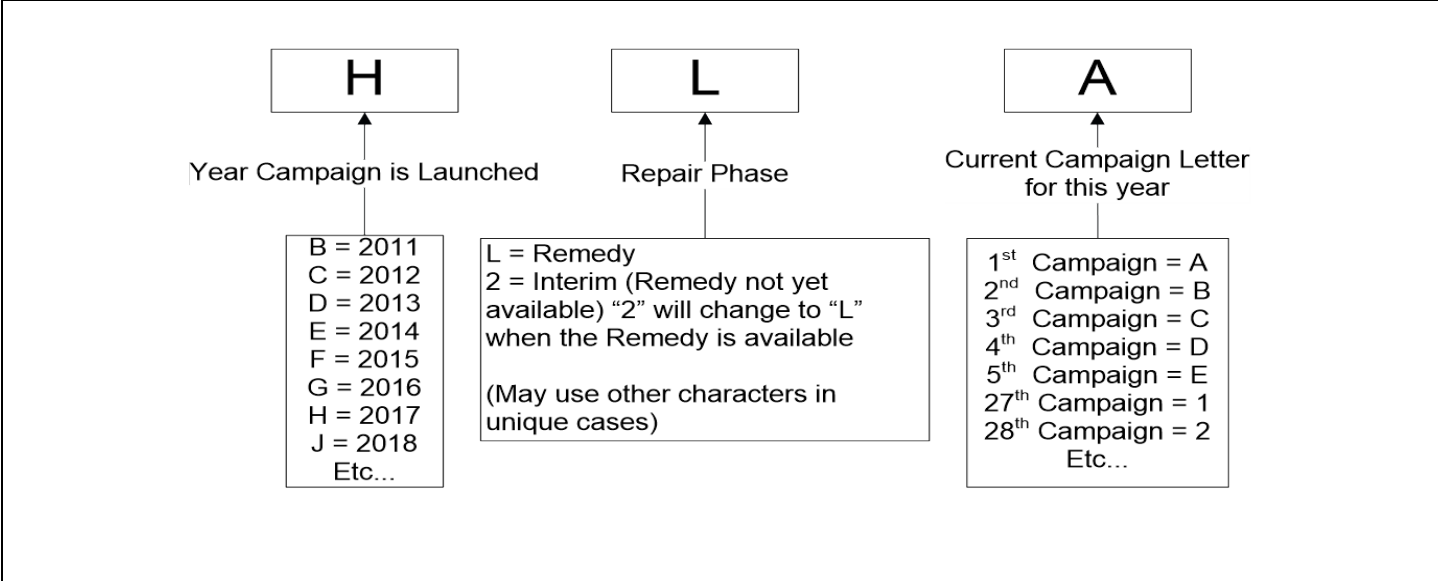 H
L
A
Year Campaign is Launched
Repair Phase
Current Campaign Letter
for this year
B = 2011
C = 2012
D = 2013
E = 2014
F = 2015
G = 2016
H = 2017
J = 2018
Etc...
L = Remedy
2 = Interim (Remedy not yet
available) “2” will change to “L”
when the Remedy is available
(May use other characters in
unique cases)
1st Campaign = A
2nd Campaign = B
3rd Campaign = C
4th Campaign = D
5th Campaign = E
27th Campaign = 1
28th Campaign = 2
Etc...